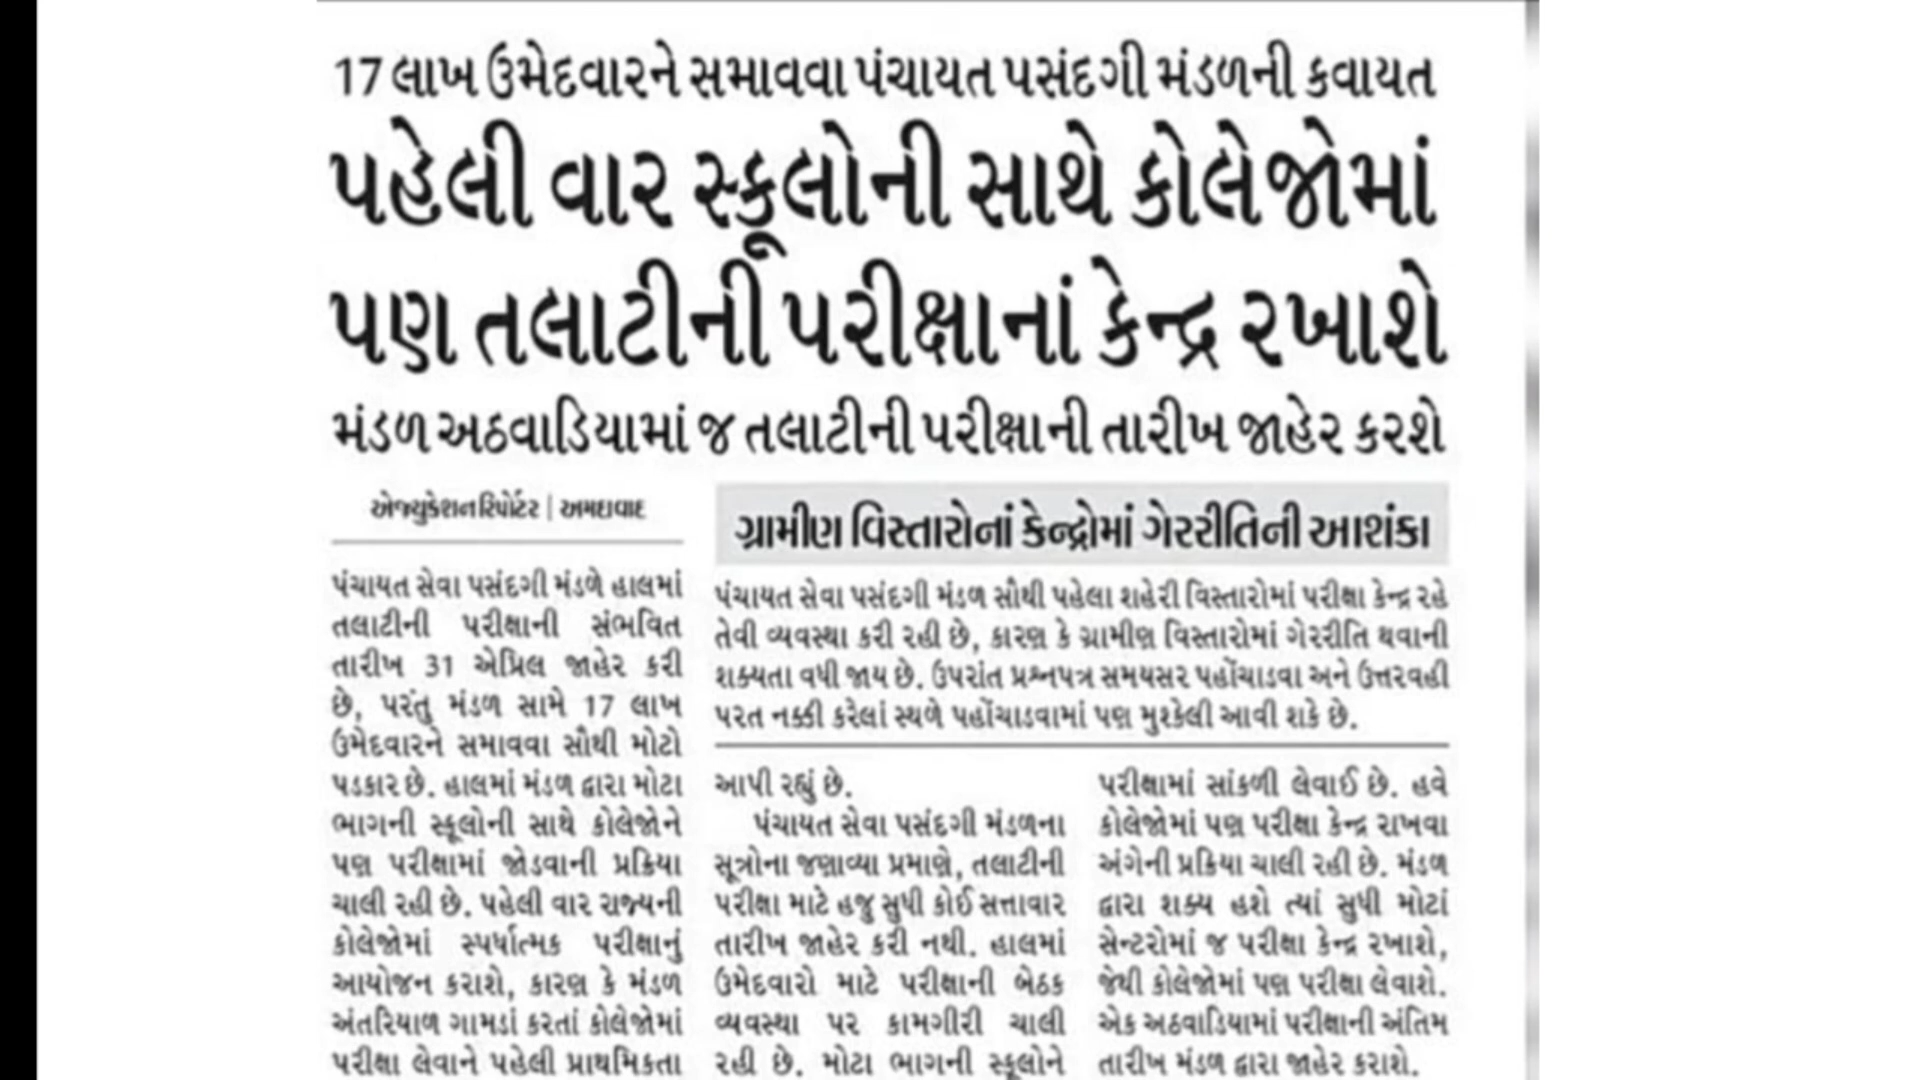 17 લાખ ઉમેદવારને સમાવવા પંચાયત પસંદગી મંડળની કવાયત
પહેલી વાર સ્કૂલોની સાથે કોલેજોમાં
પણ તલાટીની પરીક્ષાનાં કેન્દ્ર રખાશે
મંડળ અઠવાડિયામાં જ તલાટીની પરીક્ષાની તારીખ જાહેર કરશે
એજ્યુકેશન રિપોર્ટર | અમદાવાદ
પંચાયત સેવા પસંદગી મંડળે હાલમાં
તલાટીની પરીક્ષાની સંભવિત
તારીખ 31 એપ્રિલ જાહેર કરી
છે, પરંતુ મંડળ સામે 17 લાખ
ઉમેદવારને સમાવવા સૌથી મોટો
પડકાર છે. હાલમાં મંડળ દ્વારા મોટા
ભાગની સ્કૂલોની સાથે કોલેજોને
પણ પરીક્ષામાં જોડવાની પ્રક્રિયા
ચાલી રહી છે. પહેલી વાર રાજ્યની
કોલેજોમાં સ્પર્ધાત્મક પરીક્ષાનું
આયોજન કરાશે, કારણ કે મંડળ
અંતરિયાળ ગામડાં કરતાં કોલેજોમાં
પરીક્ષા લેવાને પહેલી પ્રાથમિકતા
ગ્રામીણ વિસ્તારોનાં કેન્દ્રોમાં ગેરરીતિની આશંકા
પંચાયત સેવા પસંદગી મંડળ સૌથી પહેલા શહેરી વિસ્તારોમાં પરીક્ષા કેન્દ્ર રહે
તેવી વ્યવસ્થા કરી રહી છે, કારણ કે ગ્રામીણ વિસ્તારોમાં ગેરરીતિ થવાની
શક્યતા વધી જાય છે. ઉપરાંત પ્રશ્નપત્ર સમયસર પહોંચાડવા અને ઉત્તરવહી
પરત નક્કી કરેલાં સ્થળે પહોંચાડવામાં પણ મુશ્કેલી આવી શકે છે.
આપી રહ્યું છે.
પંચાયત સેવા પસંદગી મંડળના
સૂત્રોના જણાવ્યા પ્રમાણે, તલાટીની
પરીક્ષા માટે હજુ સુધી કોઈ સત્તાવાર
તારીખ જાહેર કરી નથી. હાલમાં
ઉમેદવારો માટે પરીક્ષાની બેઠક
વ્યવસ્થા પર કામગીરી ચાલી
રહી છે. મોટા ભાગની સ્કૂલોને
પરીક્ષામાં સાંકળી લેવાઈ છે. હવે
કોલેજોમાં પણ પરીક્ષા કેન્દ્ર રાખવા
અંગેની પ્રક્રિયા ચાલી રહી છે. મંડળ
દ્વારા શક્ય હશે ત્યાં સુધી મોટાં
સેન્ટરોમાં જ પરીક્ષા કેન્દ્ર રખાશે,
જેથી કોલેજોમાં પણ પરીક્ષા લેવાશે.
એક અઠવાડિયામાં પરીક્ષાની અંતિમ
તારીખ મંડળ દ્વારા જાહેર કરાશે.